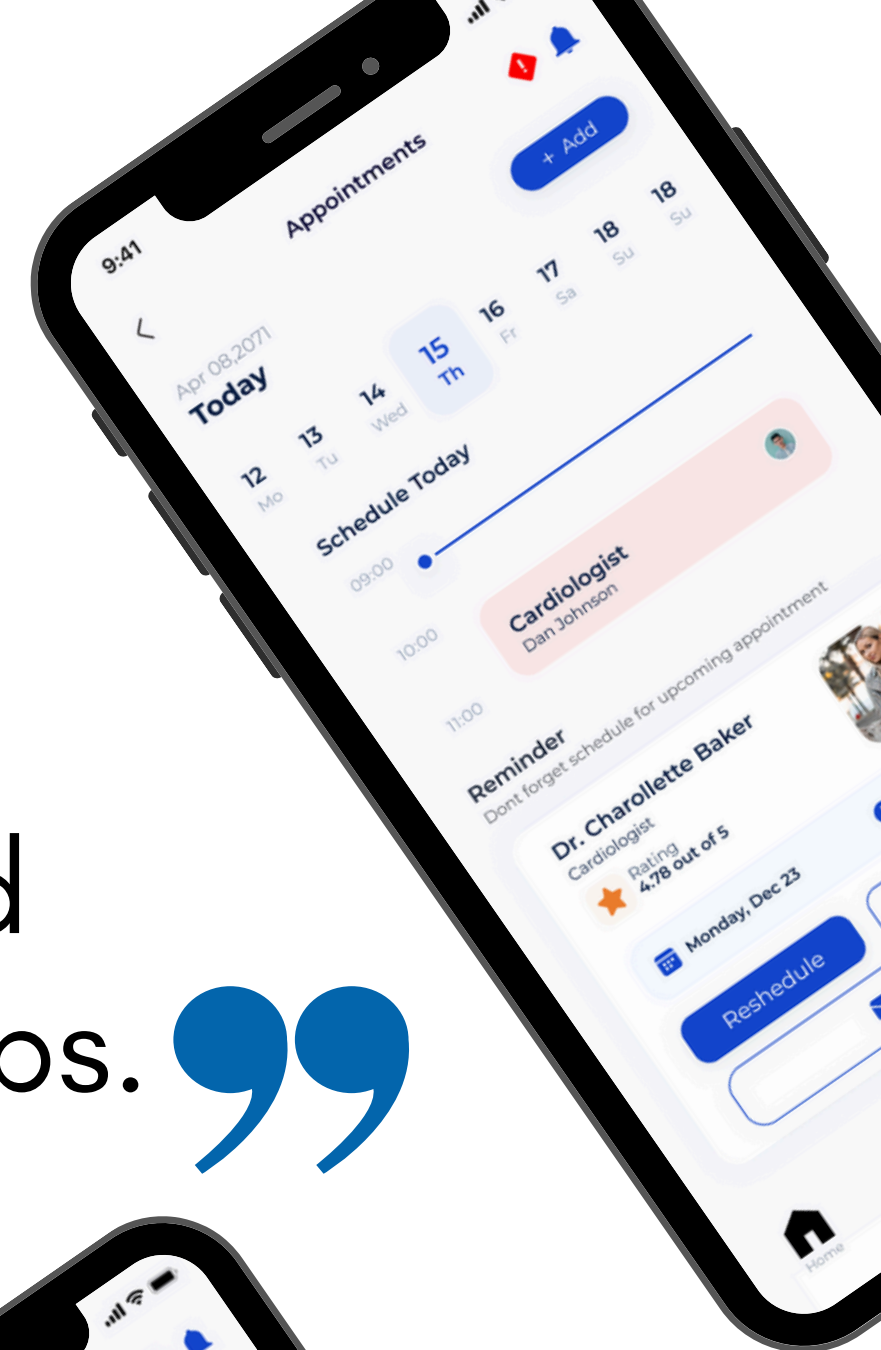 9:41
Appointments
+ Add
Apr 08,2071
Today
12 13 14 15 16 17 18 18
Mo Tu Wed Th Fr Sa Su Su
Schedule Today
09:00
10:00
Cardiologist
Dan Johnson
11:00
Reminder
Dont forget schedule for upcoming appointment
Dr. Charollette Baker
Cardiologist
Rating
4.78 out of 5
Monday, Dec 23
Reshedule
Home
d
os.
”